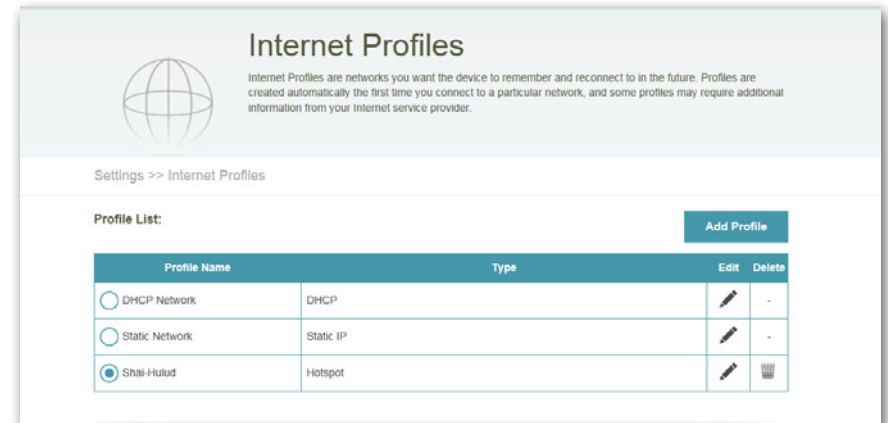 Internet Profiles
Internet Profiles are networks you want the device to remember and reconnect to in the future. Profiles are
created automatically the first time you connect to a particular network, and some profiles may require additional
information from your Internet service provider.
Settings >> Internet Profiles
Profile List:
Add Profile
Profile Name Type Edit Delete
DHCP Network DHCP -
Static Network Static IP -
Shai-Hulud Hotspot